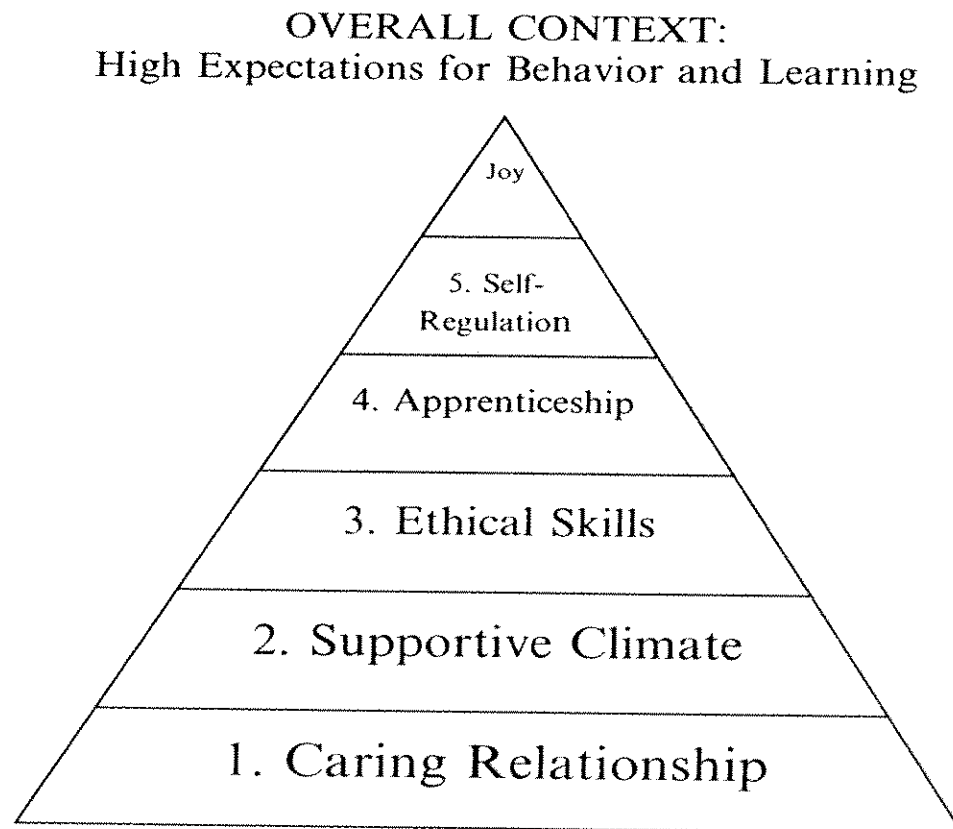 OVERALL CONTEXT:
High Expectations for Behavior and Learning
Joy
5. Self-
Regulation
4. Apprenticeship
3. Ethical Skills
2. Supportive Climate
1. Caring Relationship